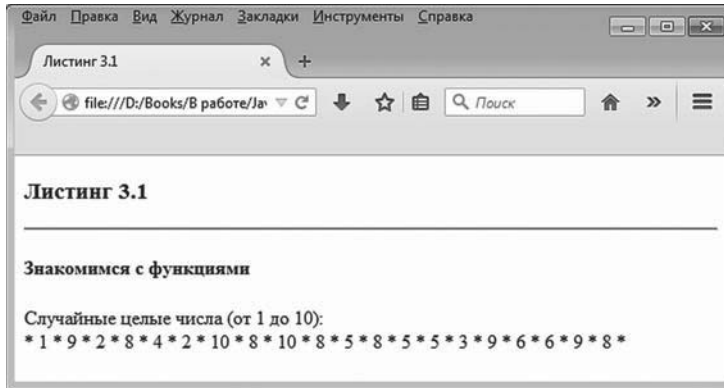 Файл Правка Вид Журнал Закладки Инструменты Справка
Листинг 3.1
file:///D:/Books/В работе/Jav
Поиск
Листинг 3.1
Знакомимся с функциями
Случайные целые числа (от 1 до 10):
* 1 * 9 * 2 * 8 * 4 * 2 * 10 * 8 * 10 * 8 * 5 * 8 * 5 * 5 * 3 * 9 * 6 * 6 * 9 * 8 *